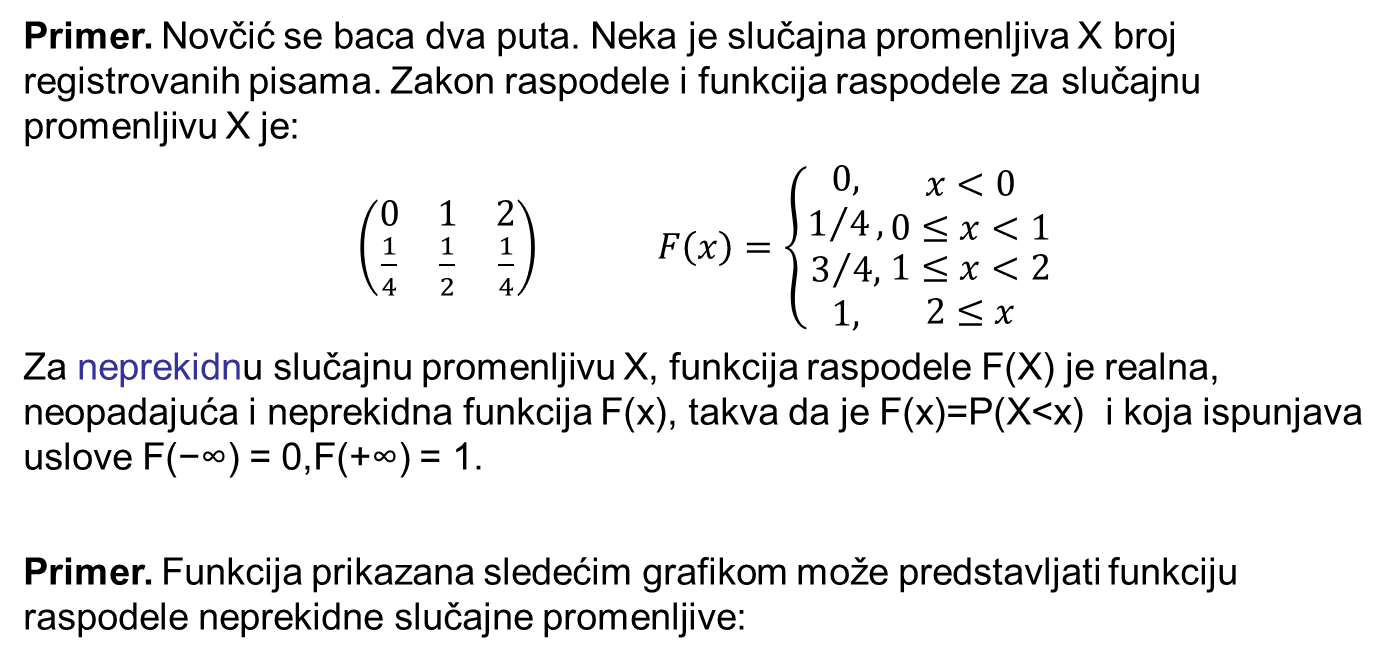 Primer. Novčić se baca dva puta. Neka je slučajna promenljiva X broj
registrovanih pisama. Zakon raspodele i funkcija raspodele za slučajnu
promenljivu X je:
0 1 2
1/4 1/2 1/4
F(x) =
0, x < 0
1/4, 0 ≤ x < 1
3/4, 1 ≤ x < 2
1, 2 ≤ x
Za neprekidnu slučajnu promenljivu X, funkcija raspodele F(X) je realna,
neopadajuća i neprekidna funkcija F(x), takva da je F(x)=P(X<x) i koja ispunjava
uslove F(−∞) = 0,F(+∞) = 1.
Primer. Funkcija prikazana sledećim grafikom može predstavljati funkciju
raspodele neprekidne slučajne promenljive: